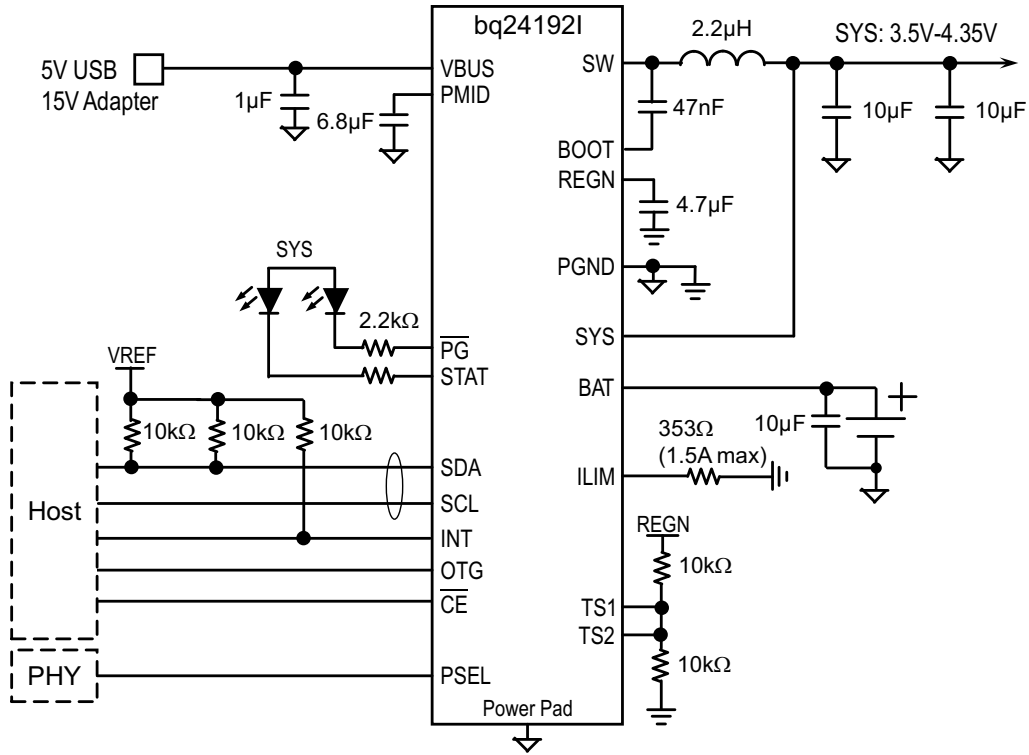 bq24192I
5V USB
15V Adapter
1µF
6.8µF
VBUS
PMID
SW
2.2µH
SYS: 3.5V-4.35V
47nF
10µF
10µF
BOOT
REGN
4.7µF
PGND
SYS
SYS
2.2kΩ
PG
STAT
BAT
10µF
+
VREF
10kΩ
10kΩ
10kΩ
353Ω
(1.5A max)
ILIM
Host
SDA
SCL
INT
OTG
CE
REGN
10kΩ
TS1
TS2
10kΩ
PHY
PSEL
Power Pad